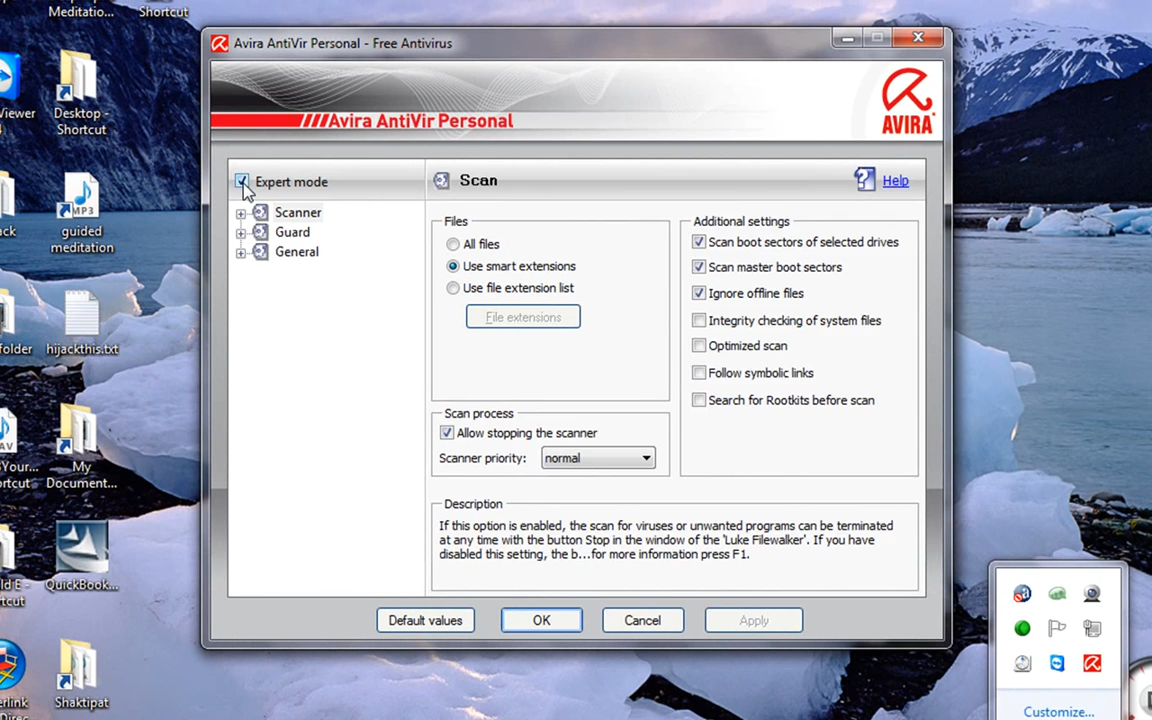 Meditatio...
Shortcut
Viewer
4
Desktop -
Shortcut
MP3
guided
meditation
folder
hijackthis.txt
My
Document...
rtcut
QuickBook...
Shaktipat
Avira AntiVir Personal - Free Antivirus
///Avira AntiVir Personal
AVIRA
Expert mode
Scanner
Guard
General
Scan
Help
Files
All files
Use smart extensions
Use file extension list
File extensions
Scan process
Allow stopping the scanner
Scanner priority: normal
Additional settings
Scan boot sectors of selected drives
Scan master boot sectors
Ignore offline files
Integrity checking of system files
Optimized scan
Follow symbolic links
Search for Rootkits before scan
Description
If this option is enabled, the scan for viruses or unwanted programs can be terminated
at any time with the button Stop in the window of the 'Luke Filewalker'. If you have
disabled this setting, the b...for more information press F1.
Default values
OK
Cancel
Apply
Customize...